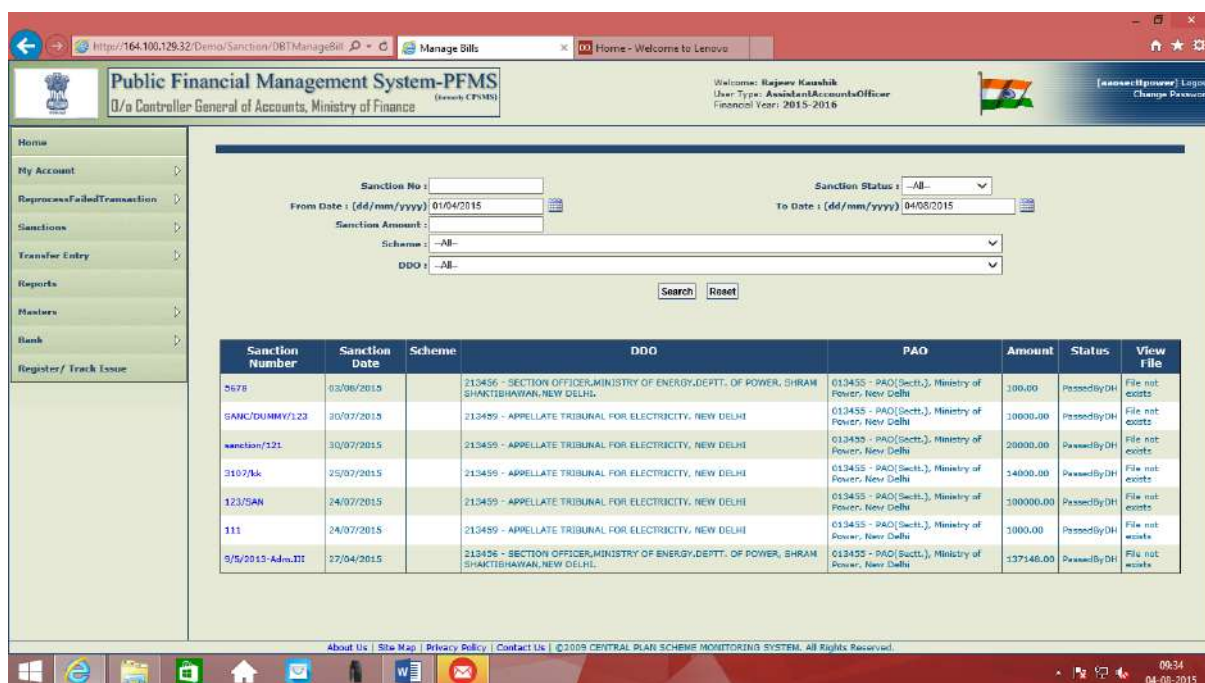 http://164.100.129.32/Demo/Sanction/DBTManageBill
Manage Bills
Home - Welcome to Lenovo
Public Financial Management System-PFMS
(formerly CPSMS)
O/o Controller General of Accounts, Ministry of Finance
Welcome: Rajeev Kaushik
User Type: AssistantAccountsOfficer
Financial Year: 2015-2016
[aaosecttpower] Logou
Change Passwor
Home
My Account
ReprocessFailedTransaction
Sanctions
Transfer Entry
Reports
Masters
Bank
Register/ Track Issue
Sanction No :
Sanction Status : --All--
From Date : (dd/mm/yyyy) 01/04/2015
To Date : (dd/mm/yyyy) 04/08/2015
Sanction Amount :
Scheme : --All--
DDO : --All--
Search Reset
Sanction Number Sanction Date Scheme DDO PAO Amount Status View File
5678 03/08/2015 213456 - SECTION OFFICER,MINISTRY OF ENERGY.DEPTT. OF POWER, SHRAM SHAKTIBHAWAN,NEW DELHI. 013455 - PAO(Sectt.), Ministry of Power, New Delhi 100.00 PassedByDH File not exists
SANC/DUMMY/123 30/07/2015 213459 - APPELLATE TRIBUNAL FOR ELECTRICITY, NEW DELHI 013455 - PAO(Sectt.), Ministry of Power, New Delhi 10000.00 PassedByDH File not exists
sanction/121 30/07/2015 213459 - APPELLATE TRIBUNAL FOR ELECTRICITY, NEW DELHI 013455 - PAO(Sectt.), Ministry of Power, New Delhi 20000.00 PassedByDH File not exists
3107/kk 25/07/2015 213459 - APPELLATE TRIBUNAL FOR ELECTRICITY, NEW DELHI 013455 - PAO(Sectt.), Ministry of Power, New Delhi 14000.00 PassedByDH File not exists
123/SAN 24/07/2015 213459 - APPELLATE TRIBUNAL FOR ELECTRICITY, NEW DELHI 013455 - PAO(Sectt.), Ministry of Power, New Delhi 100000.00 PassedByDH File not exists
111 24/07/2015 213459 - APPELLATE TRIBUNAL FOR ELECTRICITY, NEW DELHI 013455 - PAO(Sectt.), Ministry of Power, New Delhi 1000.00 PassedByDH File not exists
9/5/2013-Adm.III 27/04/2015 213456 - SECTION OFFICER,MINISTRY OF ENERGY.DEPTT. OF POWER, SHRAM SHAKTIBHAWAN,NEW DELHI. 013455 - PAO(Sectt.), Ministry of Power, New Delhi 137148.00 PassedByDH File not exists
About Us | Site Map | Privacy Policy | Contact Us | ©2009 CENTRAL PLAN SCHEME MONITORING SYSTEM. All Rights Reserved.
09:34
04-08-2015